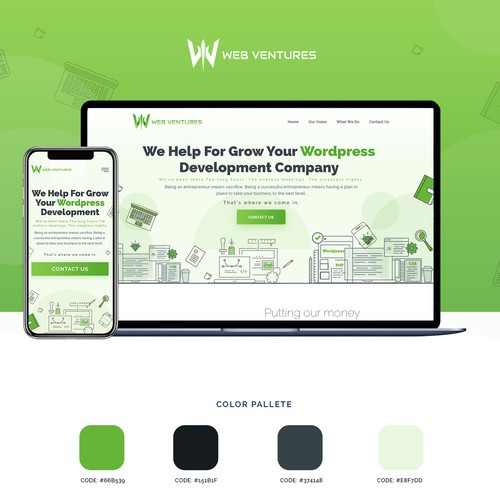 WEB VENTURES
WEB VENTURES
Home Our Vision What We Do Contact Us
We Help For Grow Your Wordpress
Development Company
We've been there The long hours. The endless meetings. The sleepless nights.
Being an entrepreneur means sacrifice. Being a successful entrepreneur means having a plan in
place to take your business to the next level.
That's where we come in.
CONTACT US
Wordpress
PHP
JS
CSS
JS
CSS
Putting our money
WEB VENTURES
We Help For Grow
Your Wordpress
Development
We've been there The long hours the
endless meetings. The sleepless nights.
Being an entrepreneur means sacrifice. Being a successful
entrepreneur means having a plan in place to take
your business to the next level.
That's where we come in.
CONTACT US
COLOR PALLETE
CODE: #66B539
CODE: #151B1F
CODE: #374148
CODE: #E8F7DD